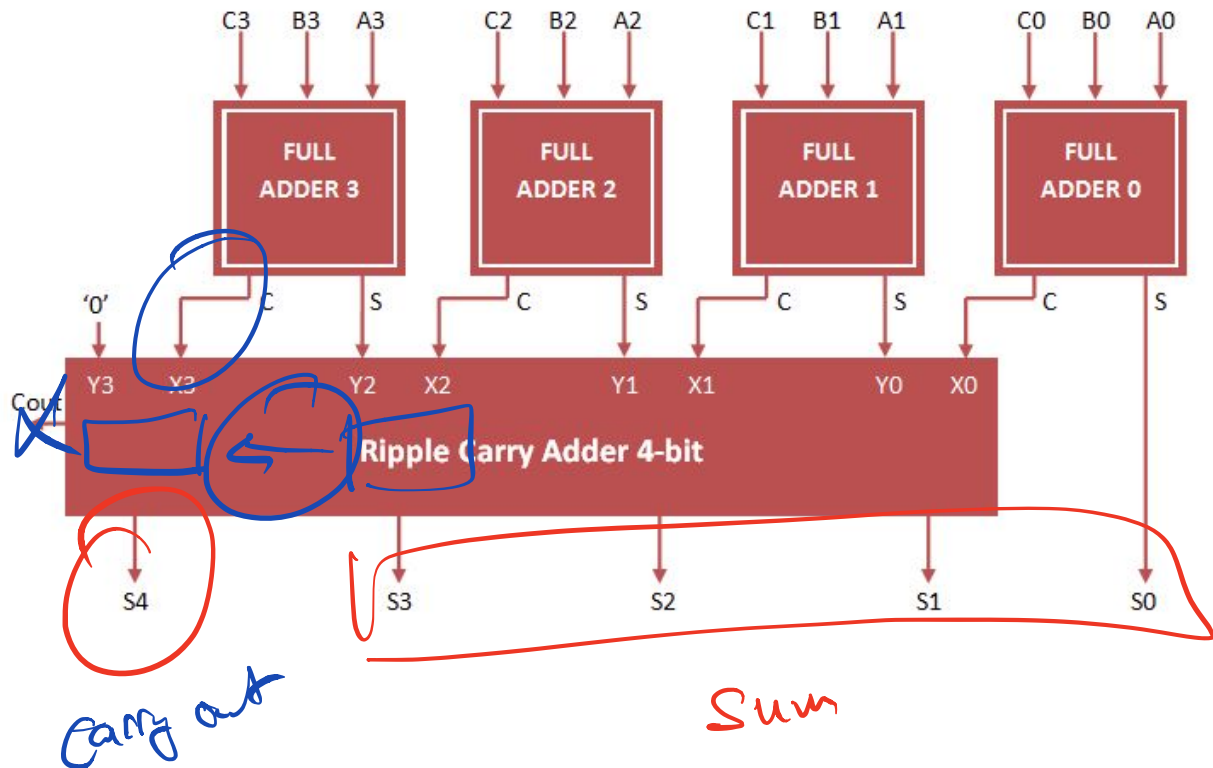 C3 B3 A3 C2 B2 A2 C1 B1 A1 C0 B0 A0
FULL ADDER 3
FULL ADDER 2
FULL ADDER 1
FULL ADDER 0
'0' C S C S C S C S
Y3 X3 Y2 X2 Y1 X1 Y0 X0
Cout
Ripple Carry Adder 4-bit
S4 S3 S2 S1 S0
Carry out
Sum